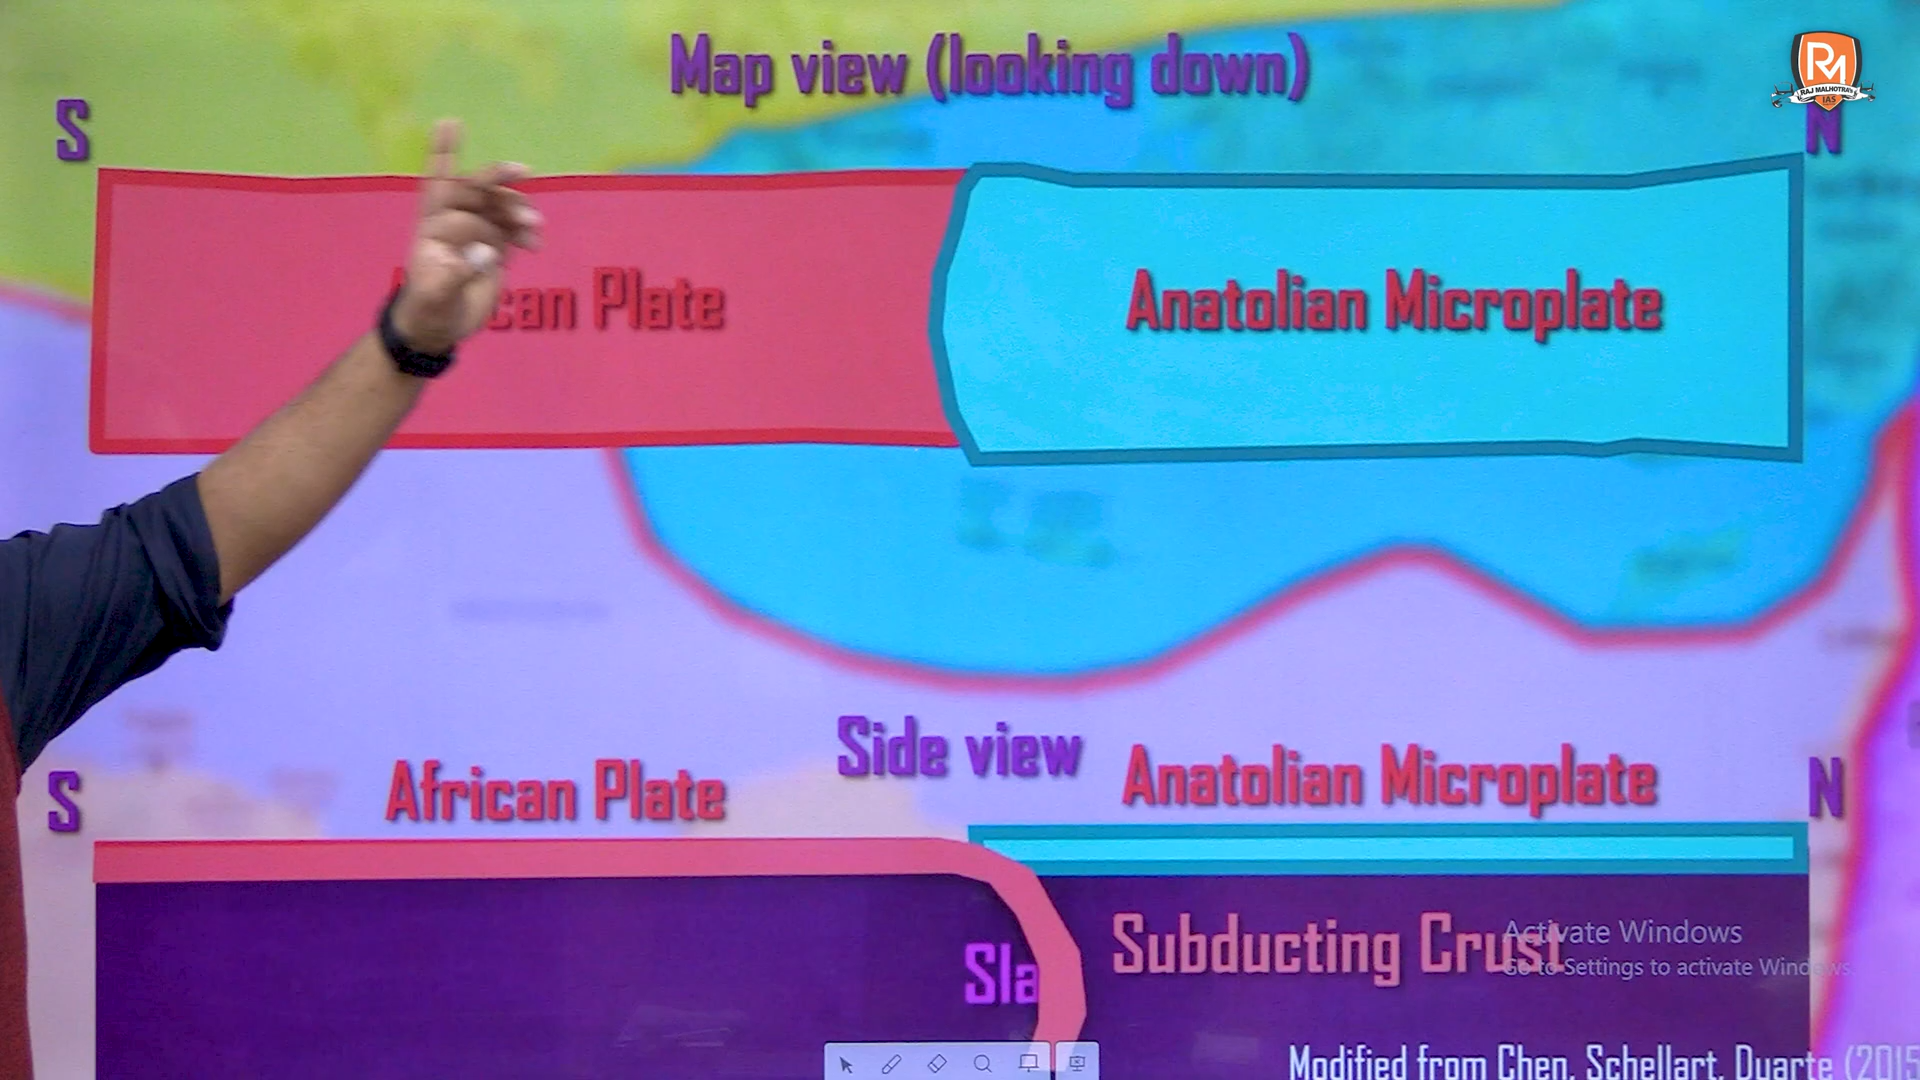 Map view (looking down)
RM
RAJ MALHOTRA'S
IAS
S
N
can Plate
Anatolian Microplate
Side view
African Plate
Anatolian Microplate
S
N
Sla
Subducting Crust
Activate Windows
Go to Settings to activate Windows.
Modified from Chen, Schellart, Duarte (2015